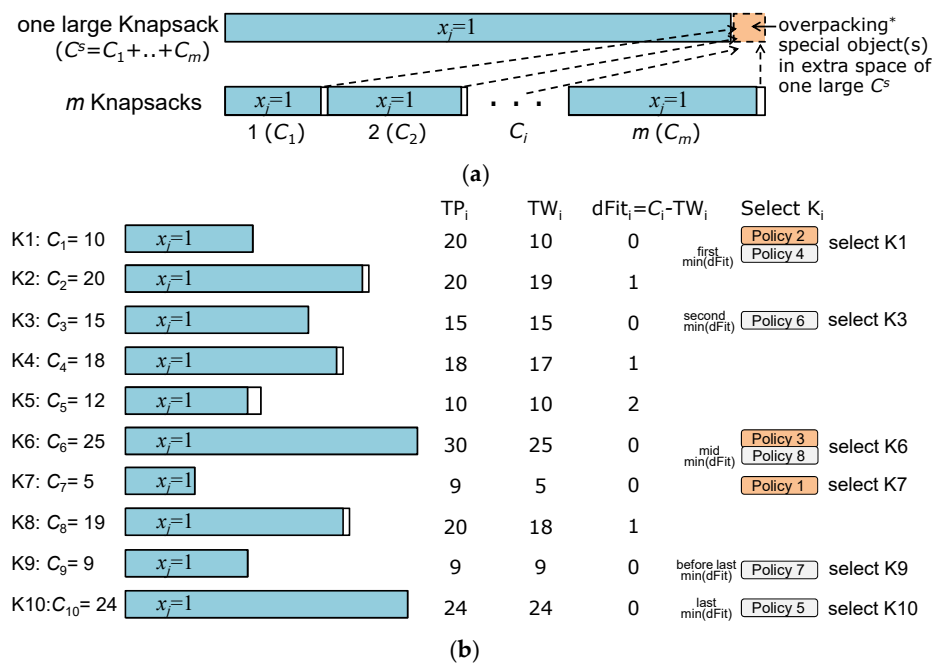 one large Knapsack
(Cˢ=C₁+..+Cₘ)
xⱼ=1
overpacking*
special object(s)
in extra space of
one large Cˢ
m Knapsacks
xⱼ=1 xⱼ=1 . . . xⱼ=1
1 (C₁) 2 (C₂) Cᵢ m (Cₘ)
(a)
TPᵢ TWᵢ dFitᵢ=Cᵢ-TWᵢ Select Kᵢ
K1: C₁= 10 xⱼ=1 20 10 0 first min(dFit) Policy 2 Policy 4 select K1
K2: C₂= 20 xⱼ=1 20 19 1
K3: C₃= 15 xⱼ=1 15 15 0 second min(dFit) Policy 6 select K3
K4: C₄= 18 xⱼ=1 18 17 1
K5: C₅= 12 xⱼ=1 10 10 2
K6: C₆= 25 xⱼ=1 30 25 0 mid min(dFit) Policy 3 Policy 8 select K6
K7: C₇= 5 xⱼ=1 9 5 0 Policy 1 select K7
K8: C₈= 19 xⱼ=1 20 18 1
K9: C₉= 9 xⱼ=1 9 9 0 before last min(dFit) Policy 7 select K9
K10:C₁₀= 24 xⱼ=1 24 24 0 last min(dFit) Policy 5 select K10
(b)